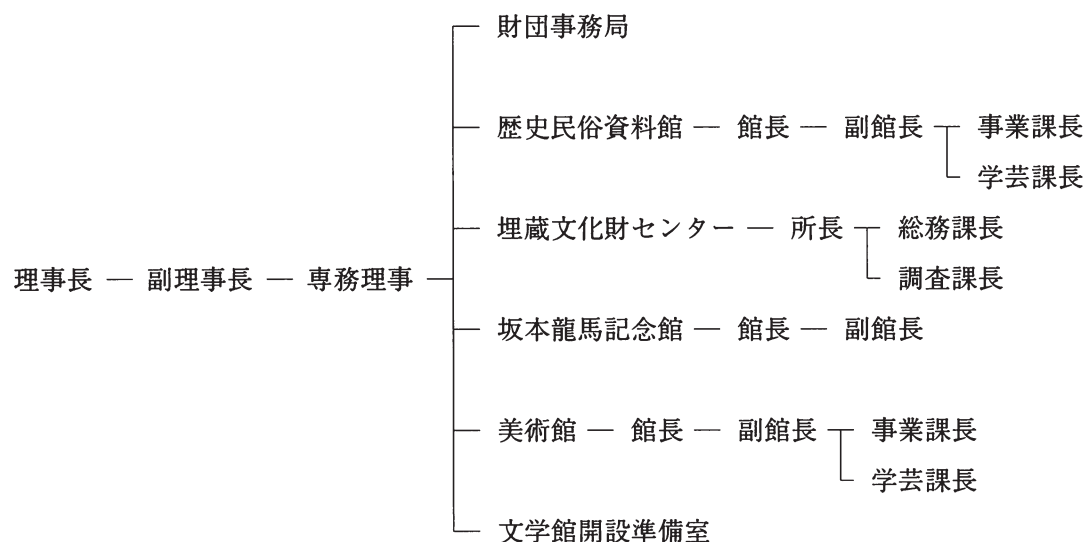 財団事務局
歴史民俗資料館 — 館長 — 副館長 事業課長
学芸課長
埋蔵文化財センター — 所長 総務課長
理事長 — 副理事長 — 専務理事 調査課長
坂本龍馬記念館 — 館長 — 副館長
美術館 — 館長 — 副館長 事業課長
学芸課長
文学館開設準備室